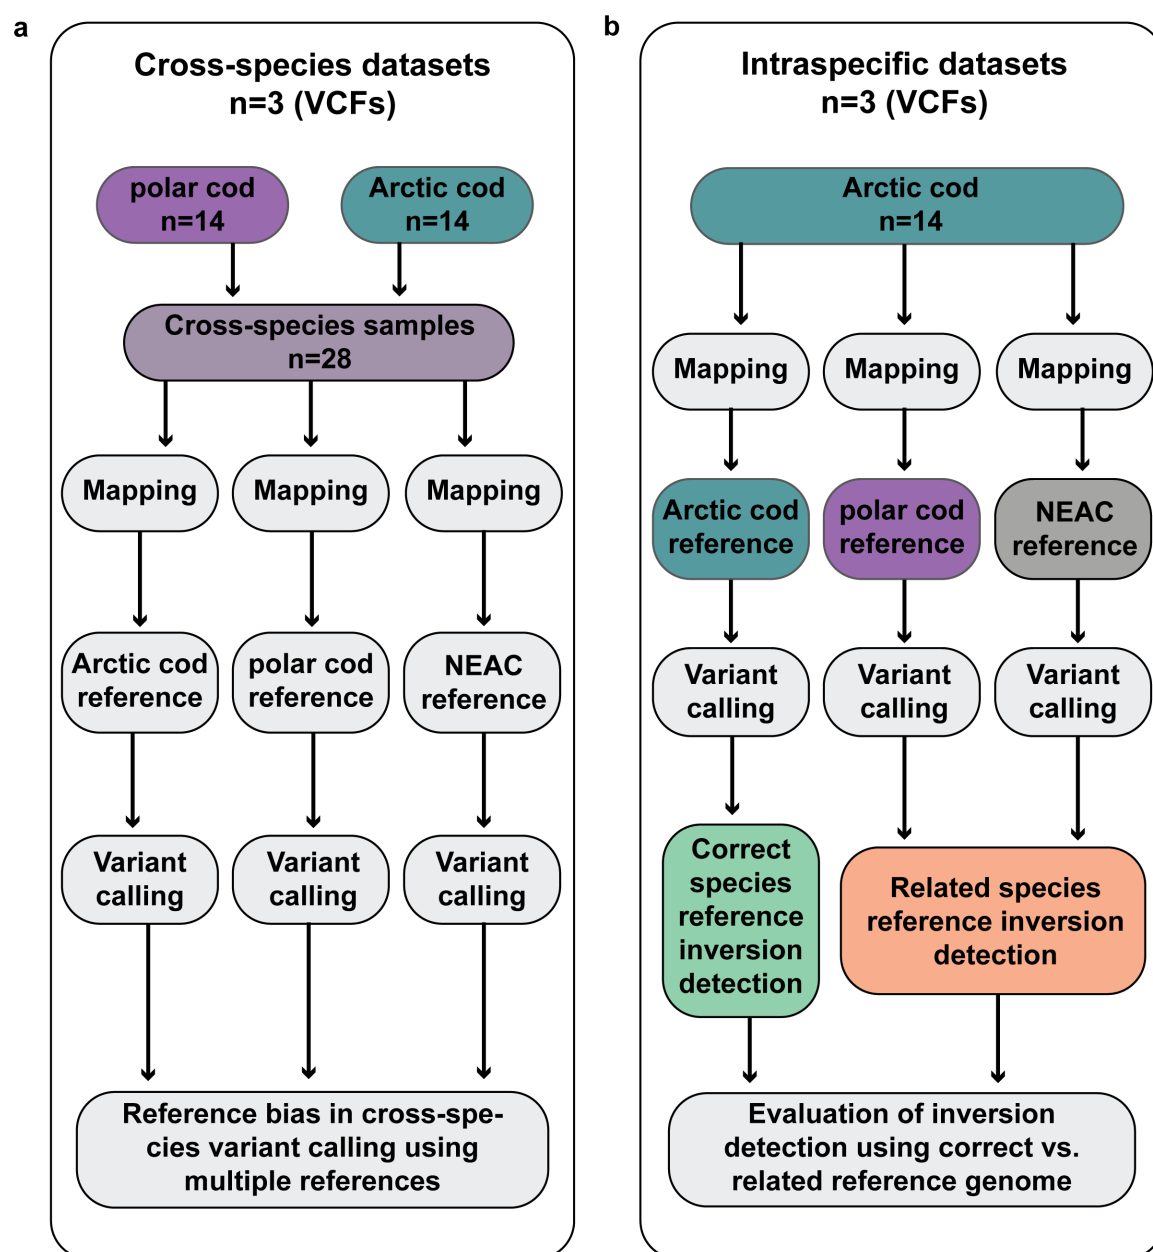 a
Cross-species datasets
n=3 (VCFs)
polar cod
n=14
Arctic cod
n=14
Cross-species samples
n=28
Mapping
Mapping
Mapping
Arctic cod
reference
polar cod
reference
NEAC
reference
Variant
calling
Variant
calling
Variant
calling
Reference bias in cross-spe-
cies variant calling using
multiple references
b
Intraspecific datasets
n=3 (VCFs)
Arctic cod
n=14
Mapping
Mapping
Mapping
Arctic cod
reference
polar cod
reference
NEAC
reference
Variant
calling
Variant
calling
Variant
calling
Correct
species
reference
inversion
detection
Related species
reference inversion
detection
Evaluation of inversion
detection using correct vs.
related reference genome